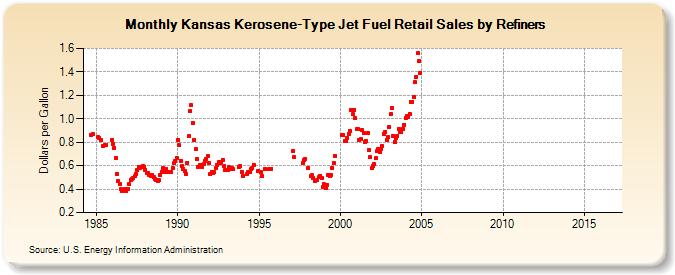 Monthly Kansas Kerosene-Type Jet Fuel Retail Sales by Refiners
Dollars per Gallon
1.6
1.4
1.2
1.0
0.8
0.6
0.4
0.2
1985 1990 1995 2000 2005 2010 2015
Source: U.S. Energy Information Administration